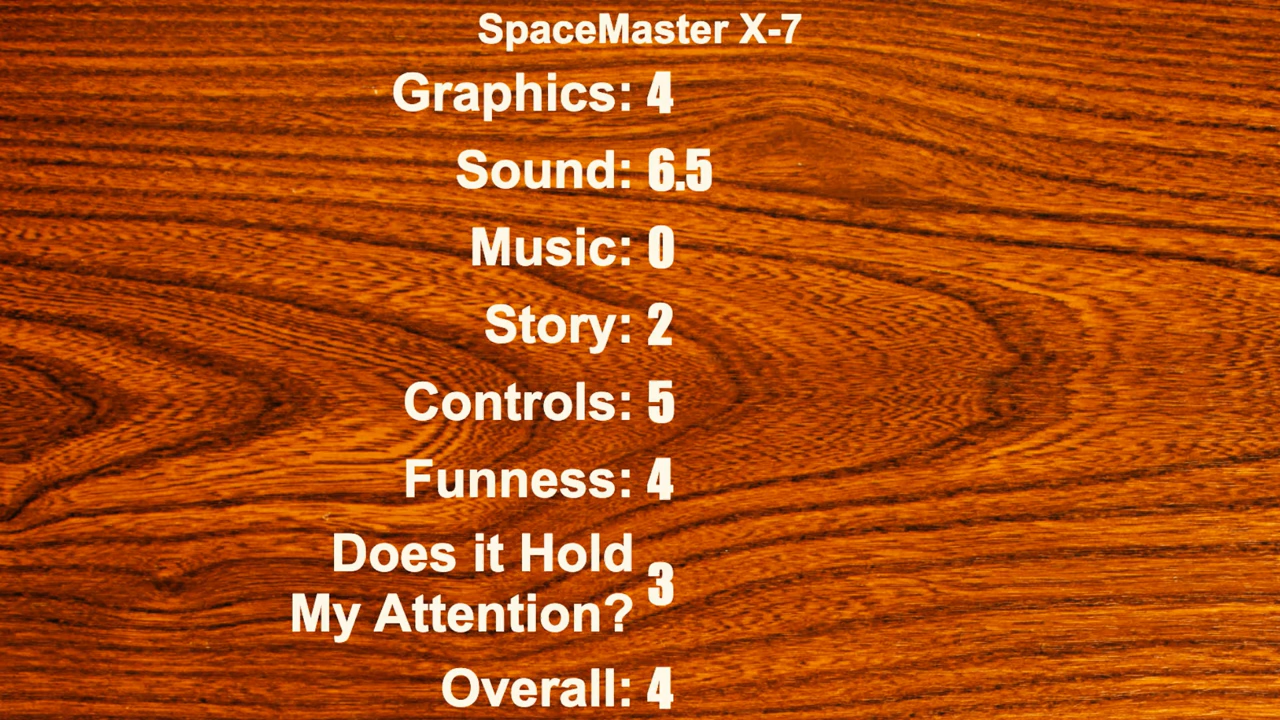 SpaceMaster X-7
Graphics: 4
Sound: 6.5
Music: 0
Story: 2
Controls: 5
Funness: 4
Does it Hold
My Attention? 3
Overall: 4